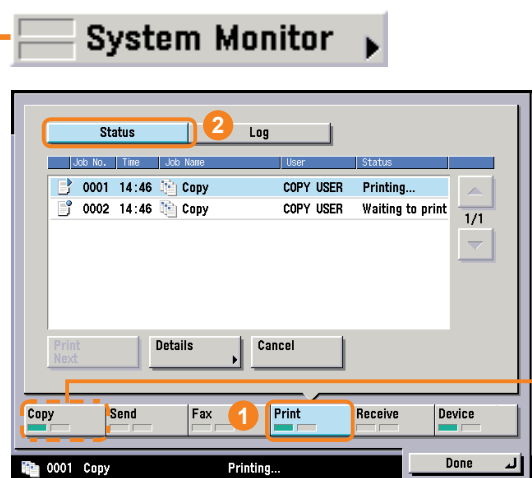 System Monitor
Status 2 Log
Job No. Time Job Name User Status
0001 14:46 Copy COPY USER Printing...
0002 14:46 Copy COPY USER Waiting to print
1/1
Print Next Details Cancel
Copy Send Fax 1 Print Receive Device
0001 Copy Printing... Done